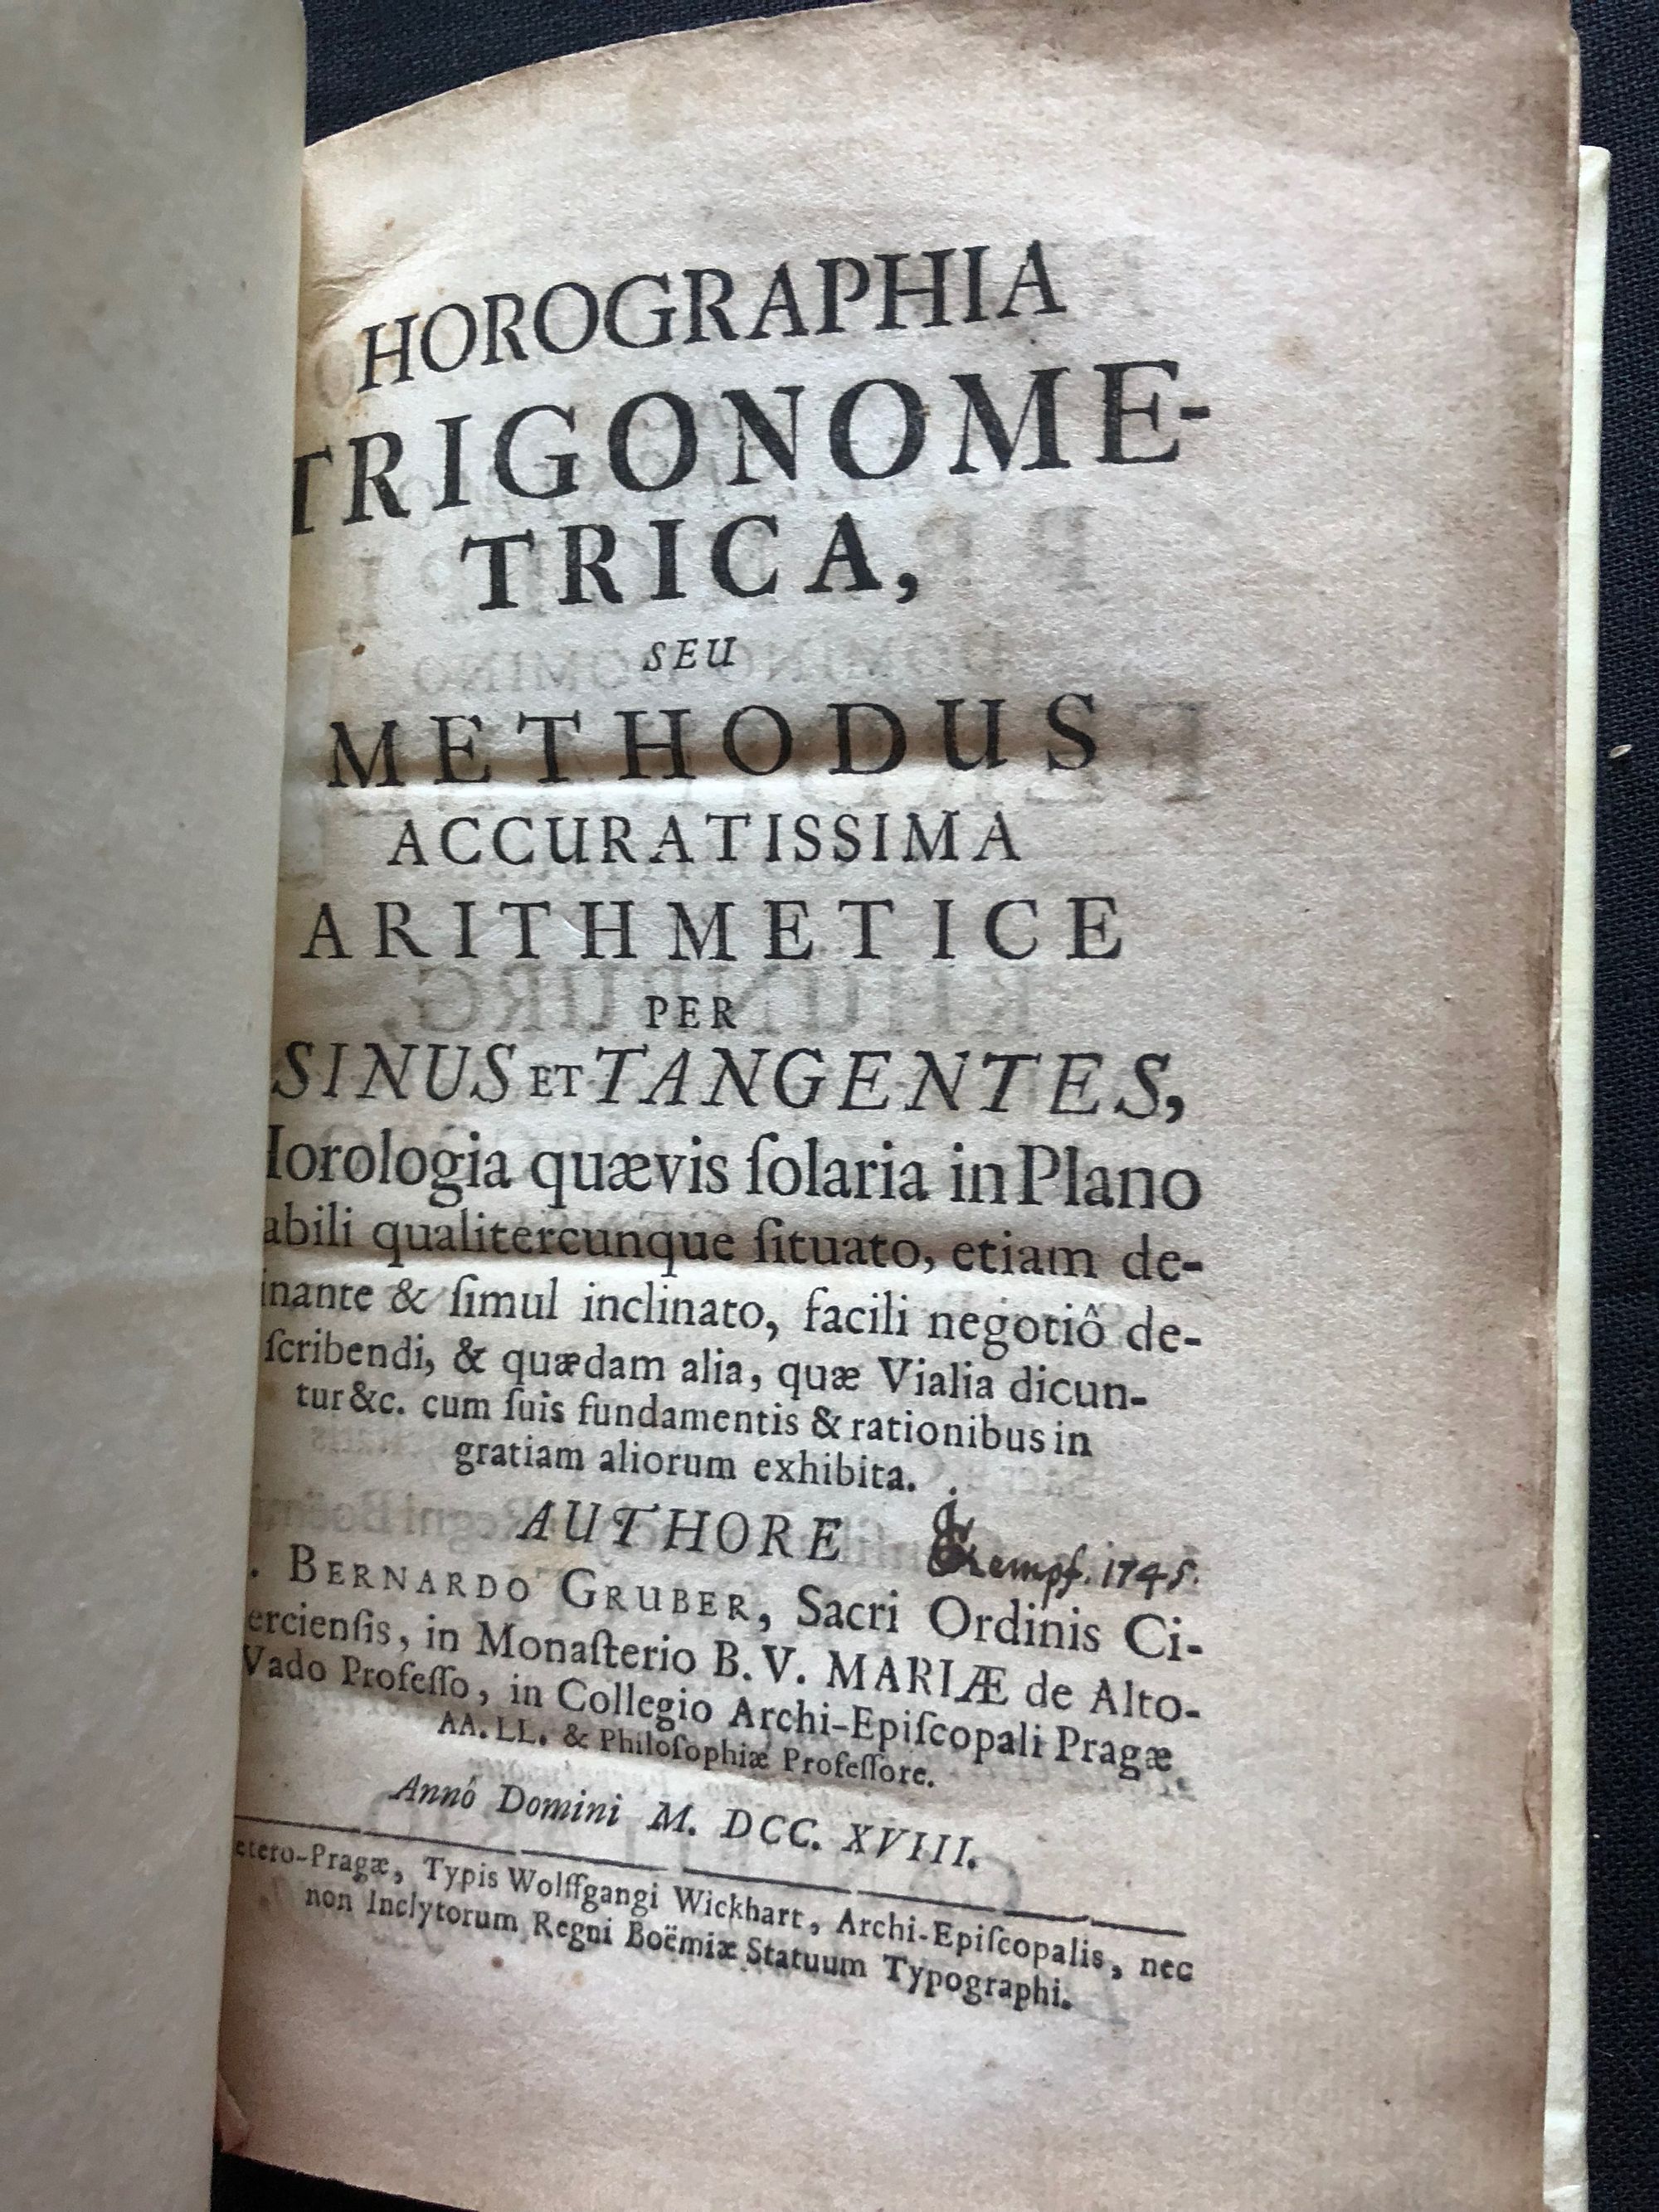 HOROGRAPHIA
TRIGONOME-
TRICA,
SEU
METHODUS
ACCURATISSIMA
ARITHMETICE
PER
SINUS ET TANGENTES,
Horologia quævis ſolaria in Plano
abili qualitercunque ſituato, etiam de-
inante & ſimul inclinato, facili negotiô de-
ſcribendi, & quædam alia, quæ Vialia dicun-
tur &c. cum ſuis fundamentis & rationibus in
gratiam aliorum exhibita.
AUTHORE
Kempf. 1745.
. BERNARDO GRUBER, Sacri Ordinis Ci-
ercienſis, in Monaſterio B. V. MARIÆ de Alto-
Vado Profeſſo, in Collegio Archi-Epiſcopali Pragæ
AA. LL. & Philoſophiæ Profeſſore.
Annô Domini M. DCC. XVIII.
etero-Pragæ, Typis Wolffgangi Wickhart, Archi-Epiſcopalis, nec
non Inclytorum Regni Boëmiæ Statuum Typographi.